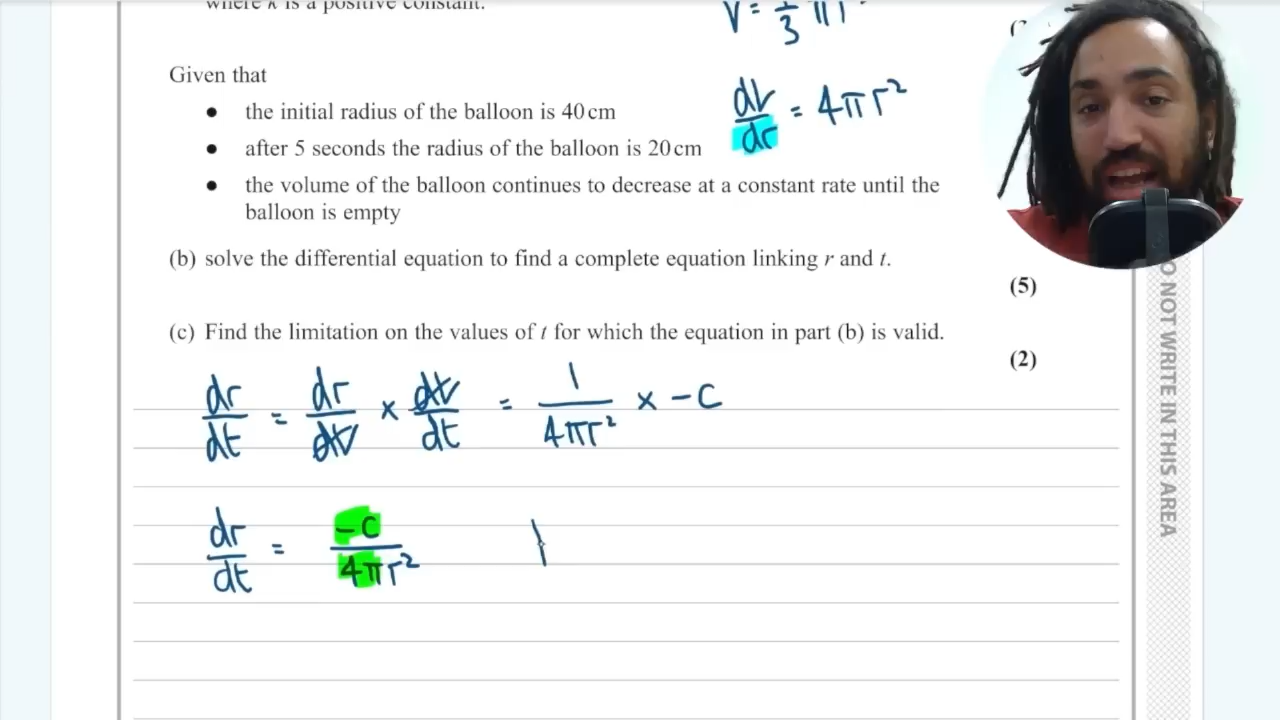 where k is a positive constant.
V = 1/3 π r
Given that
• the initial radius of the balloon is 40 cm
dV/dr = 4πr²
• after 5 seconds the radius of the balloon is 20 cm
• the volume of the balloon continues to decrease at a constant rate until the
balloon is empty
(b) solve the differential equation to find a complete equation linking r and t.
(5)
(c) Find the limitation on the values of t for which the equation in part (b) is valid.
(2)
dr/dt = dr/dV × dV/dt = 1/4πr² × -c
dr/dt = -c/4πr²
O NOT WRITE IN THIS AREA